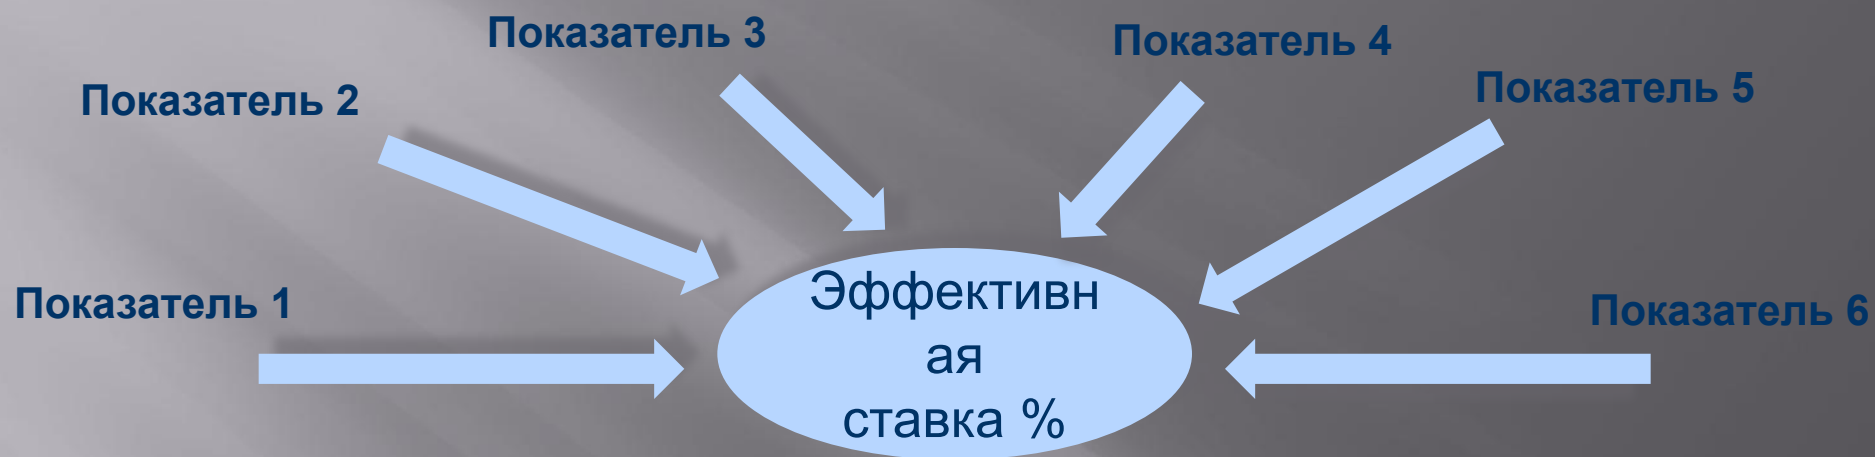 Показатель 3
Показатель 4
Показатель 5
Показатель 2
Показатель 1
Показатель 6
Эффективн
ая
ставка %